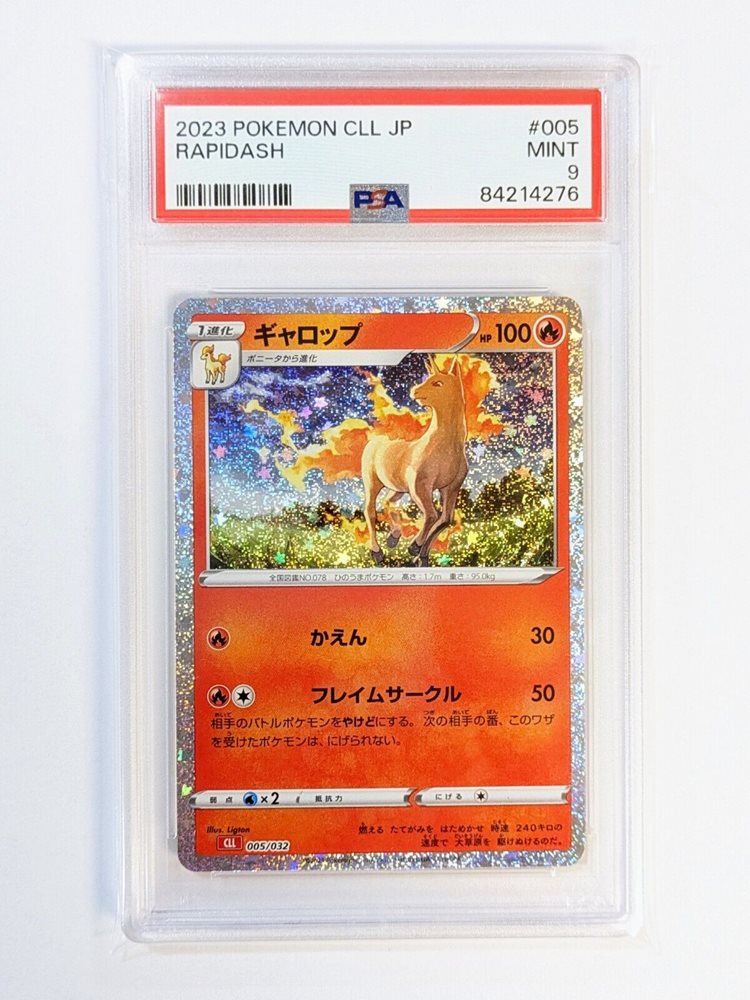 2023 POKEMON CLL JP #005
RAPIDASH MINT
9
PSA 84214276
1進化 ギャロップ HP 100
ポニータから進化
全国図鑑NO.078 ひのうまポケモン 高さ:1.7m 重さ:95.0kg
かえん 30
フレイムサークル 50
相手のバトルポケモンをやけどにする。次の相手の番、このワザ
を受けたポケモンは、にげられない。
弱点 ×2 抵抗力 にげる
Illus. Ligton
燃える たてがみを はためかせ 時速 240キロの
CLL 005/032
速度で 大草原を 駆けぬけるのだ。